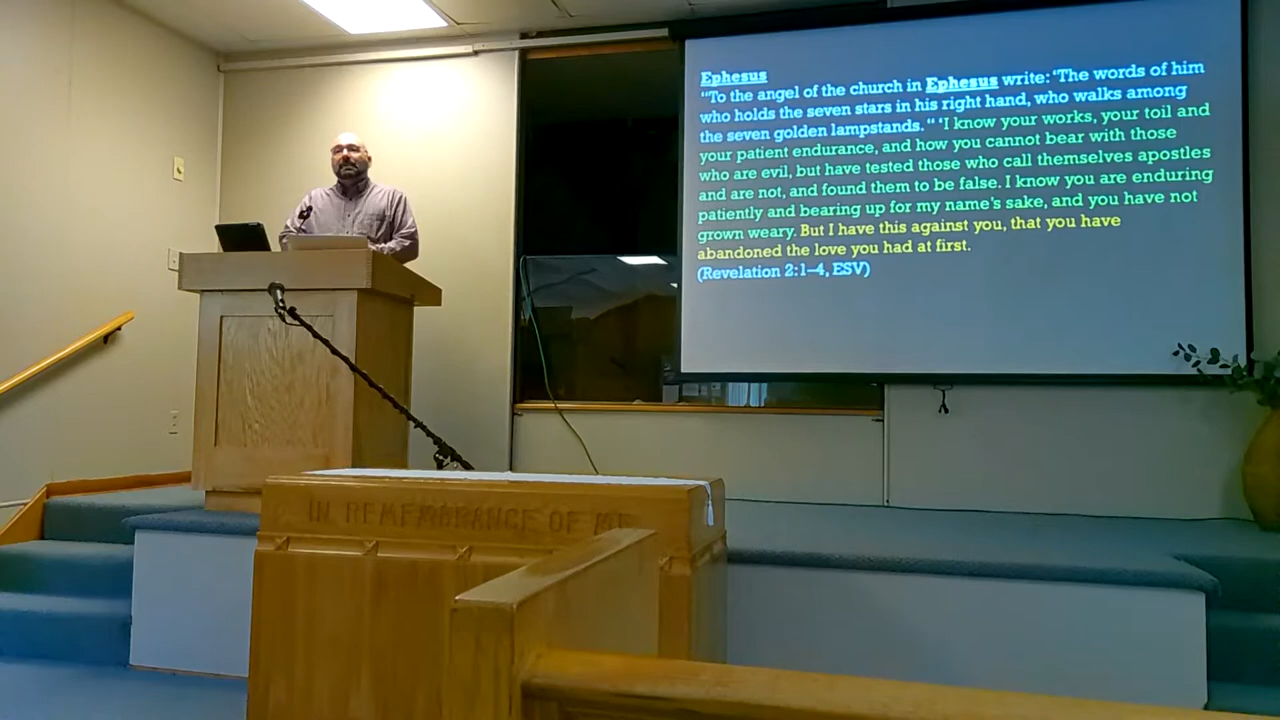 Ephesus
"To the angel of the church in Ephesus write: 'The words of him
who holds the seven stars in his right hand, who walks among
the seven golden lampstands. " 'I know your works, your toil and
your patient endurance, and how you cannot bear with those
who are evil, but have tested those who call themselves apostles
and are not, and found them to be false. I know you are enduring
patiently and bearing up for my name's sake, and you have not
grown weary. But I have this against you, that you have
abandoned the love you had at first.
(Revelation 2:1–4, ESV)
IN REMEMBRANCE OF ME